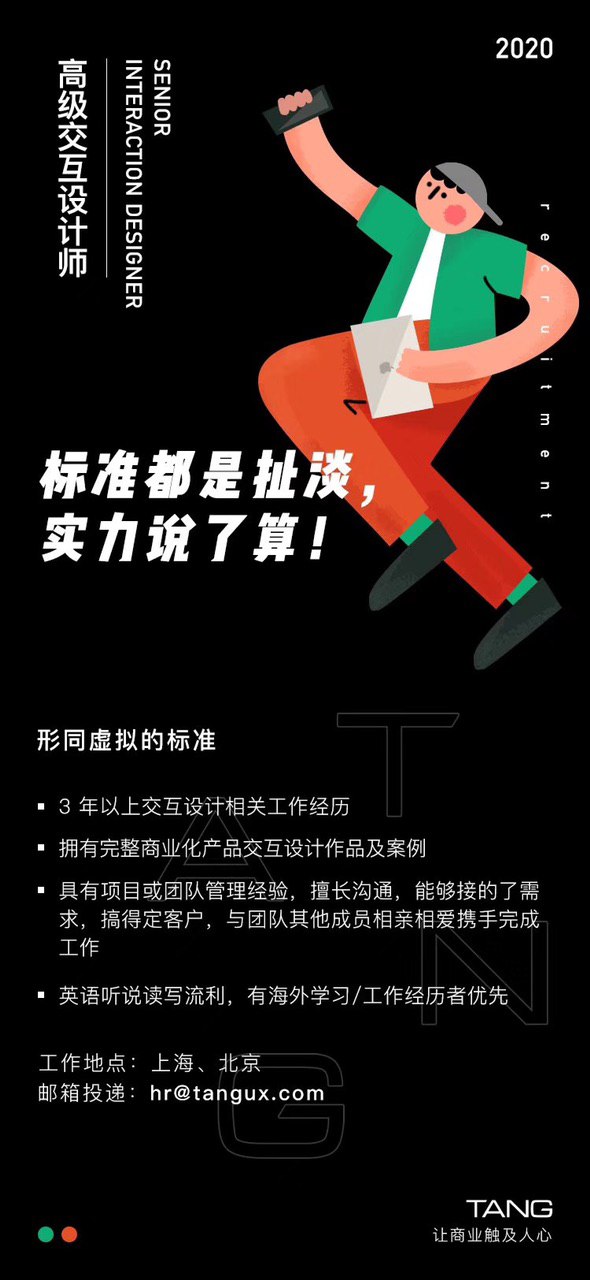 2020
高级交互设计师
SENIOR
INTERACTION DESIGNER
recruitment
标准都是扯淡，
实力说了算！
形同虚拟的标准
3 年以上交互设计相关工作经历
拥有完整商业化产品交互设计作品及案例
具有项目或团队管理经验，擅长沟通，能够接的了需
求，搞得定客户，与团队其他成员相亲相爱携手完成
工作
英语听说读写流利，有海外学习/工作经历者优先
T
A
N
G
工作地点：上海、北京
邮箱投递：hr@tangux.com
TANG
让商业触及人心